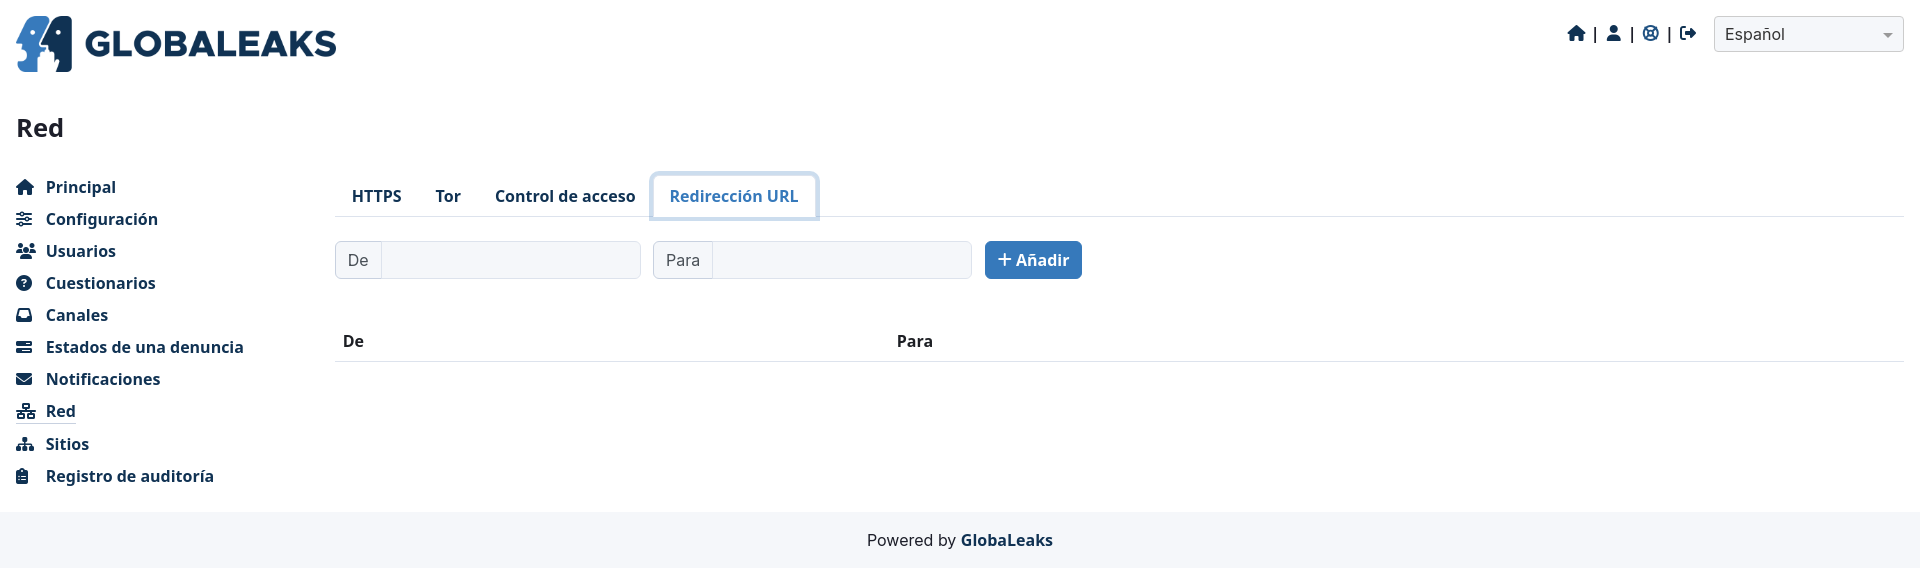 GLOBALEAKS
| | |
Español
Red
Principal
Configuración
Usuarios
Cuestionarios
Canales
Estados de una denuncia
Notificaciones
Red
Sitios
Registro de auditoría
HTTPS Tor Control de acceso Redirección URL
De Para + Añadir
De Para
Powered by GlobaLeaks